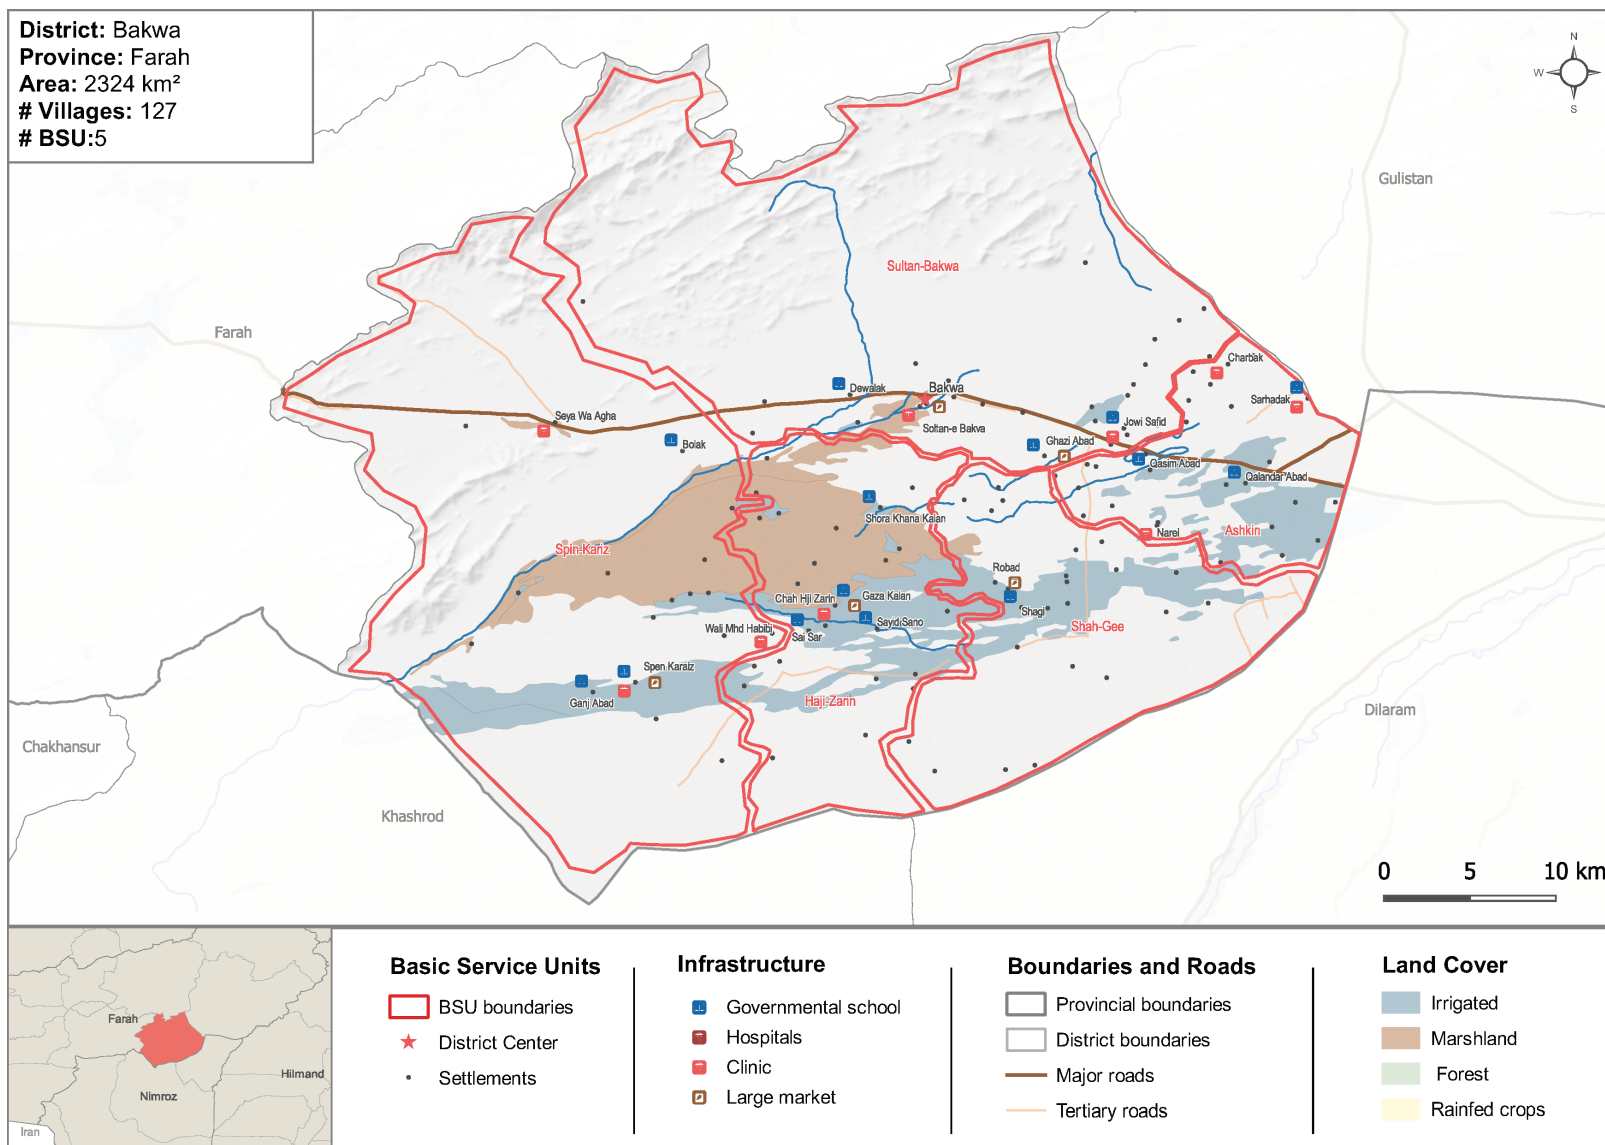 District: Bakwa
Province: Farah
Area: 2324 km²
# Villages: 127
# BSU:5
N
W
E
S
Gulistan
Farah
Sultan-Bakwa
Charbak
Dewalak
Bakwa
Sarhadak
Seya Wa Agha
Soltan-e Bakva
Jowi Safid
Bolak
Ghazi Abad
Qasim Abad
Qalandar Abad
Shora Khana Kalan
Spin-Kariz
Narei
Ashkin
Robad
Chah Hji Zarin
Gaza Kalan
Shagi
Wali Mhd Habibi
Sai Sar
Sayid Sano
Shah-Gee
Spen Karaiz
Ganj Abad
Haji-Zarin
Dilaram
Chakhansur
Khashrod
0 5 10 km
Farah
Hilmand
Nimroz
Iran
Basic Service Units
BSU boundaries
District Center
Settlements
Infrastructure
Governmental school
Hospitals
Clinic
Large market
Boundaries and Roads
Provincial boundaries
District boundaries
Major roads
Tertiary roads
Land Cover
Irrigated
Marshland
Forest
Rainfed crops